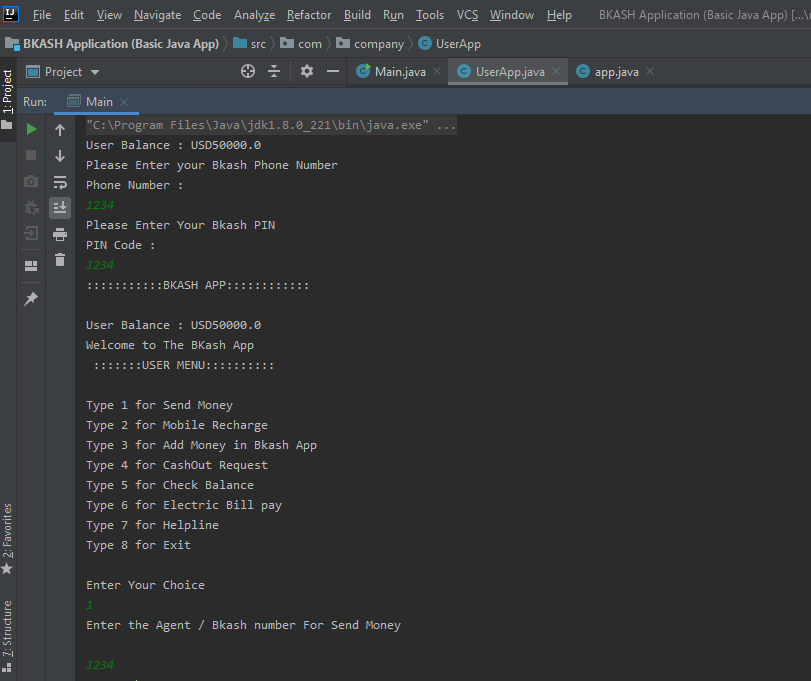 IJ File Edit View Navigate Code Analyze Refactor Build Run Tools VCS Window Help BKASH Application (Basic Java App) [...\
BKASH Application (Basic Java App) src com company UserApp
1: Project
Project Main.java UserApp.java app.java
Run: Main
"C:\Program Files\Java\jdk1.8.0_221\bin\java.exe" ...
User Balance : USD50000.0
Please Enter your Bkash Phone Number
Phone Number :
1234
Please Enter Your Bkash PIN
PIN Code :
1234
:::::::::::BKASH APP::::::::::::
User Balance : USD50000.0
Welcome to The BKash App
:::::::USER MENU::::::::::
Type 1 for Send Money
Type 2 for Mobile Recharge
Type 3 for Add Money in Bkash App
Type 4 for CashOut Request
Type 5 for Check Balance
Type 6 for Electric Bill pay
Type 7 for Helpline
Type 8 for Exit
Enter Your Choice
1
Enter the Agent / Bkash number For Send Money
1234
2: Favorites
7: Structure